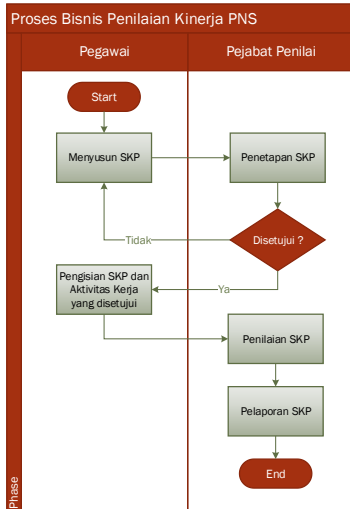 Proses Bisnis Penilaian Kinerja PNS
Pegawai
Pejabat Penilai
Start
Menyusun SKP
Penetapan SKP
Disetujui ?
Tidak
Pengisian SKP dan
Aktivitas Kerja
yang disetujui
Ya
Penilaian SKP
Pelaporan SKP
End
Phase